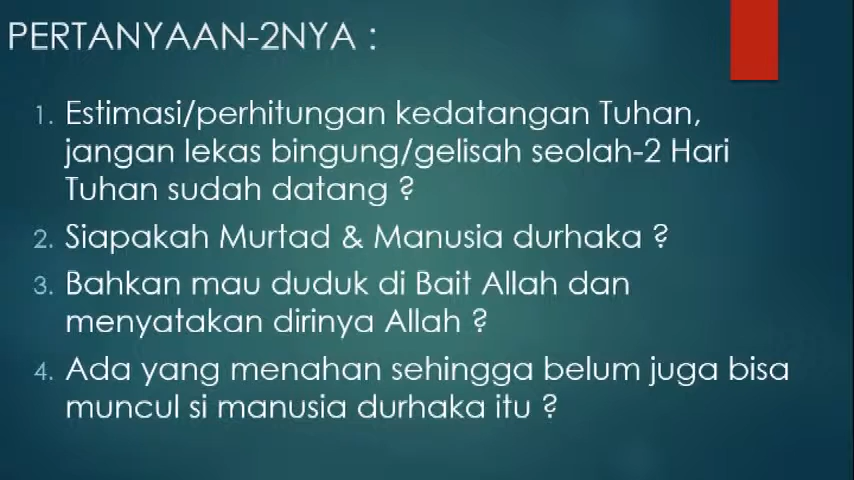 PERTANYAAN-2NYA :
1. Estimasi/perhitungan kedatangan Tuhan,
jangan lekas bingung/gelisah seolah-2 Hari
Tuhan sudah datang ?
2. Siapakah Murtad & Manusia durhaka ?
3. Bahkan mau duduk di Bait Allah dan
menyatakan dirinya Allah ?
4. Ada yang menahan sehingga belum juga bisa
muncul si manusia durhaka itu ?